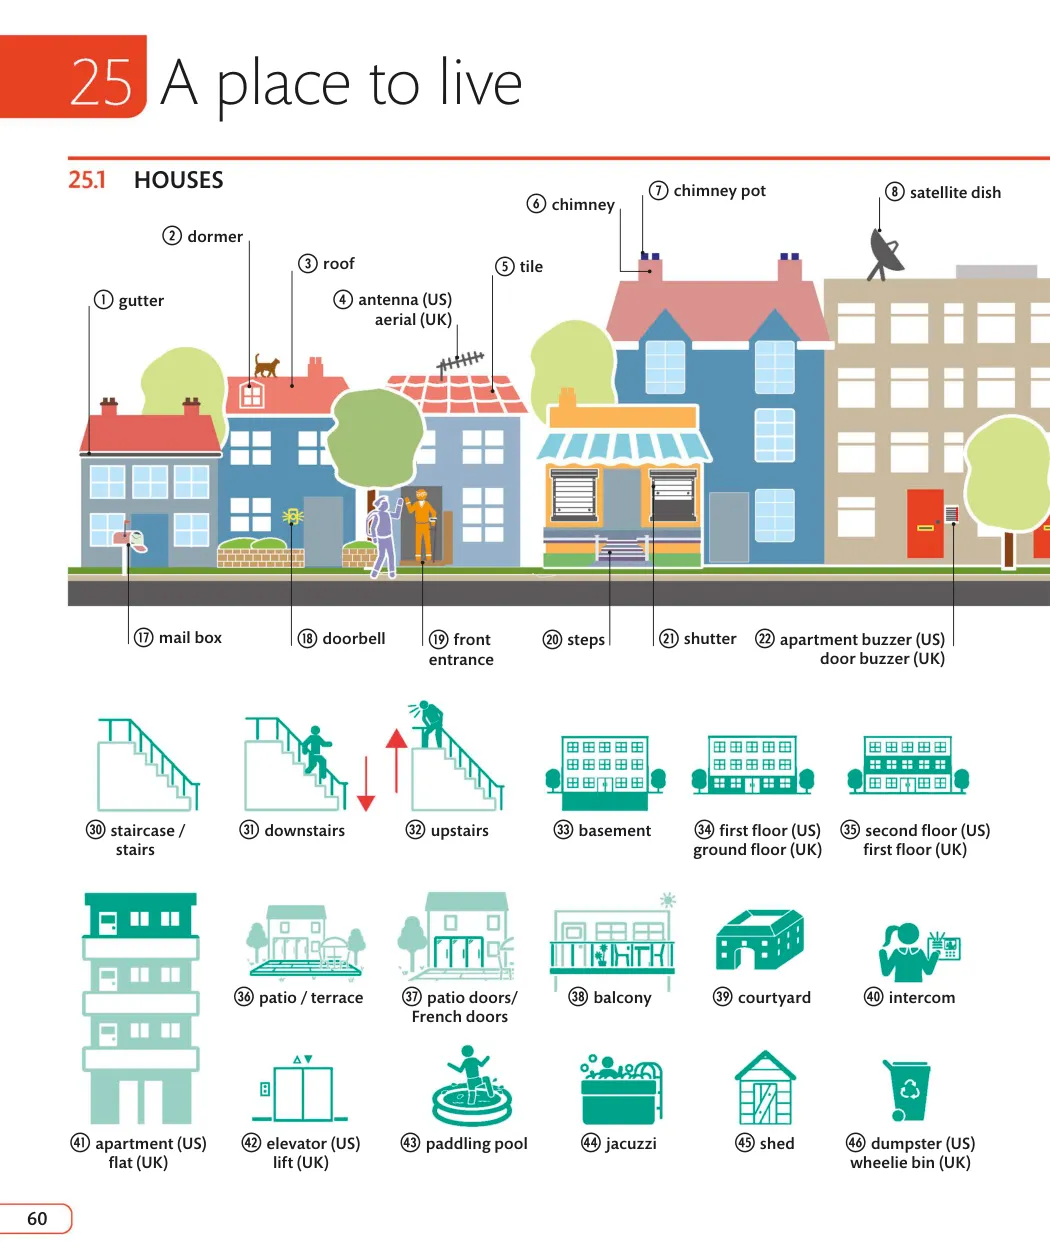 25 A place to live
25.1 HOUSES
① gutter
② dormer
③ roof
④ antenna (US)
aerial (UK)
⑤ tile
⑥ chimney
⑦ chimney pot
⑧ satellite dish
⑰ mail box
⑱ doorbell
⑲ front
entrance
⑳ steps
㉑ shutter
㉒ apartment buzzer (US)
door buzzer (UK)
㉚ staircase /
stairs
㉛ downstairs
㉜ upstairs
㉝ basement
㉞ first floor (US)
ground floor (UK)
㉟ second floor (US)
first floor (UK)
㊱ patio / terrace
㊲ patio doors/
French doors
㊳ balcony
㊴ courtyard
㊵ intercom
㊶ apartment (US)
flat (UK)
㊷ elevator (US)
lift (UK)
㊸ paddling pool
㊹ jacuzzi
㊺ shed
㊻ dumpster (US)
wheelie bin (UK)
60